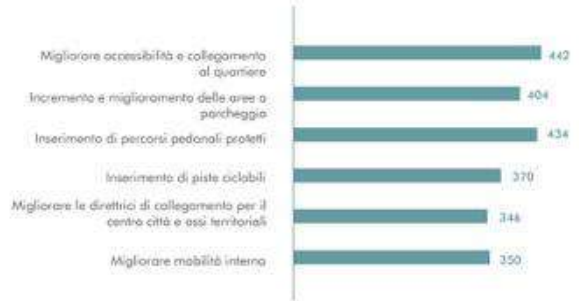 Migliorare accessibilità e collegamento
al quartiere
442
Incremento e miglioramento delle aree a
parcheggio
404
Inserimento di percorsi pedonali protetti
434
Inserimento di piste ciclabili
370
Migliorare le direttrici di collegamento per il
centro città e assi territoriali
346
Migliorare mobilità interna
350